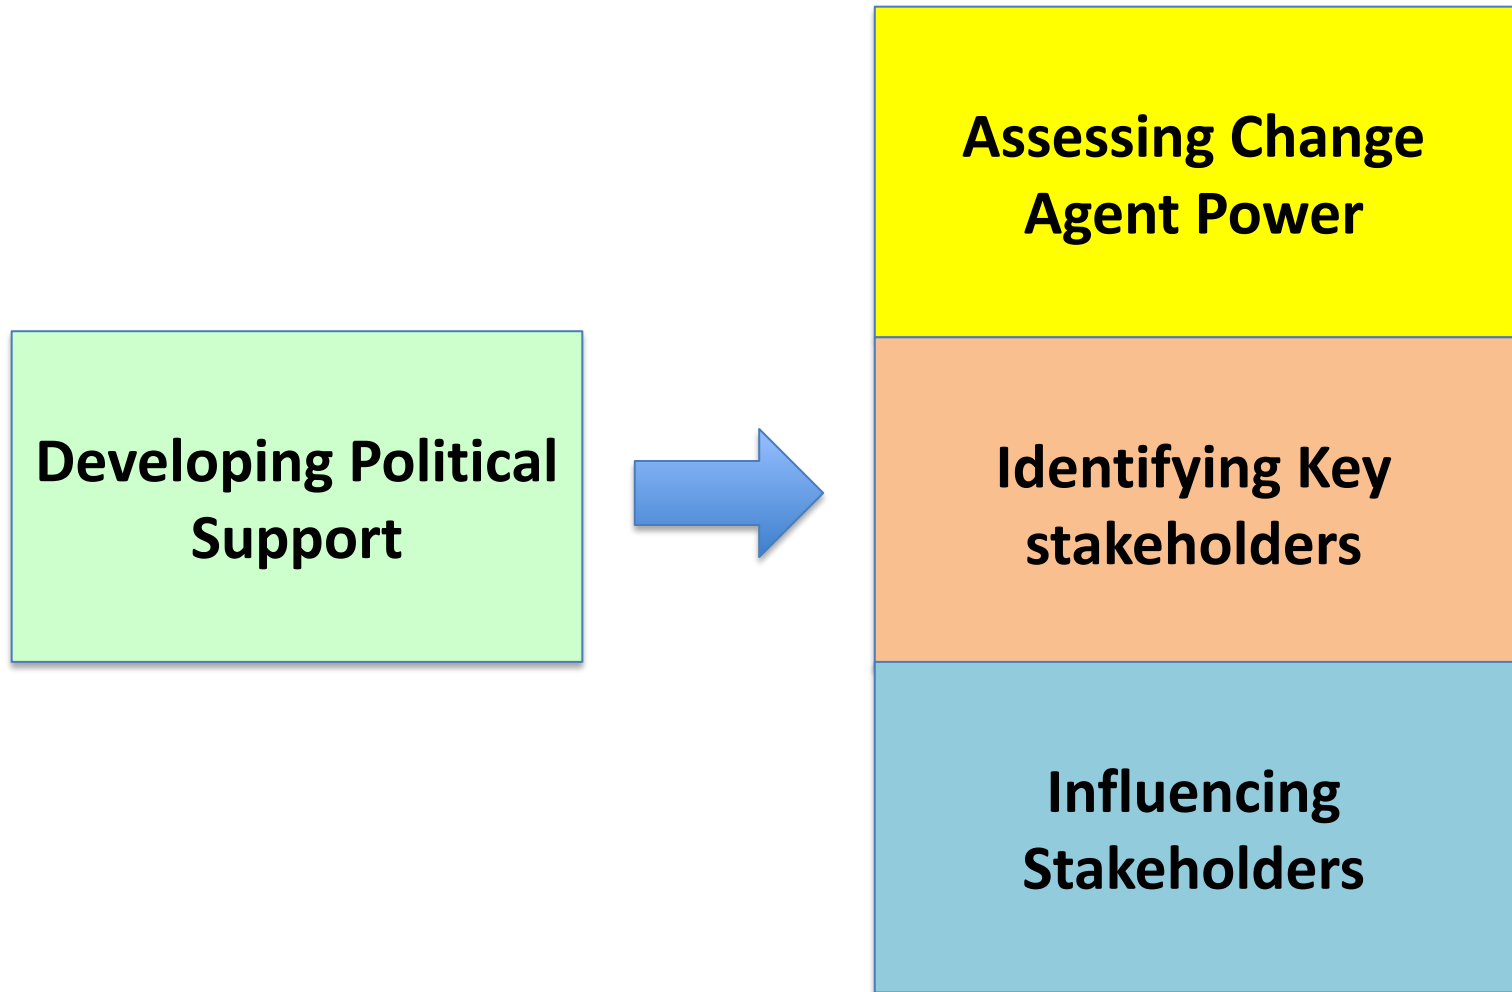 Developing Political
Support
Assessing Change
Agent Power
Identifying Key
stakeholders
Influencing
Stakeholders